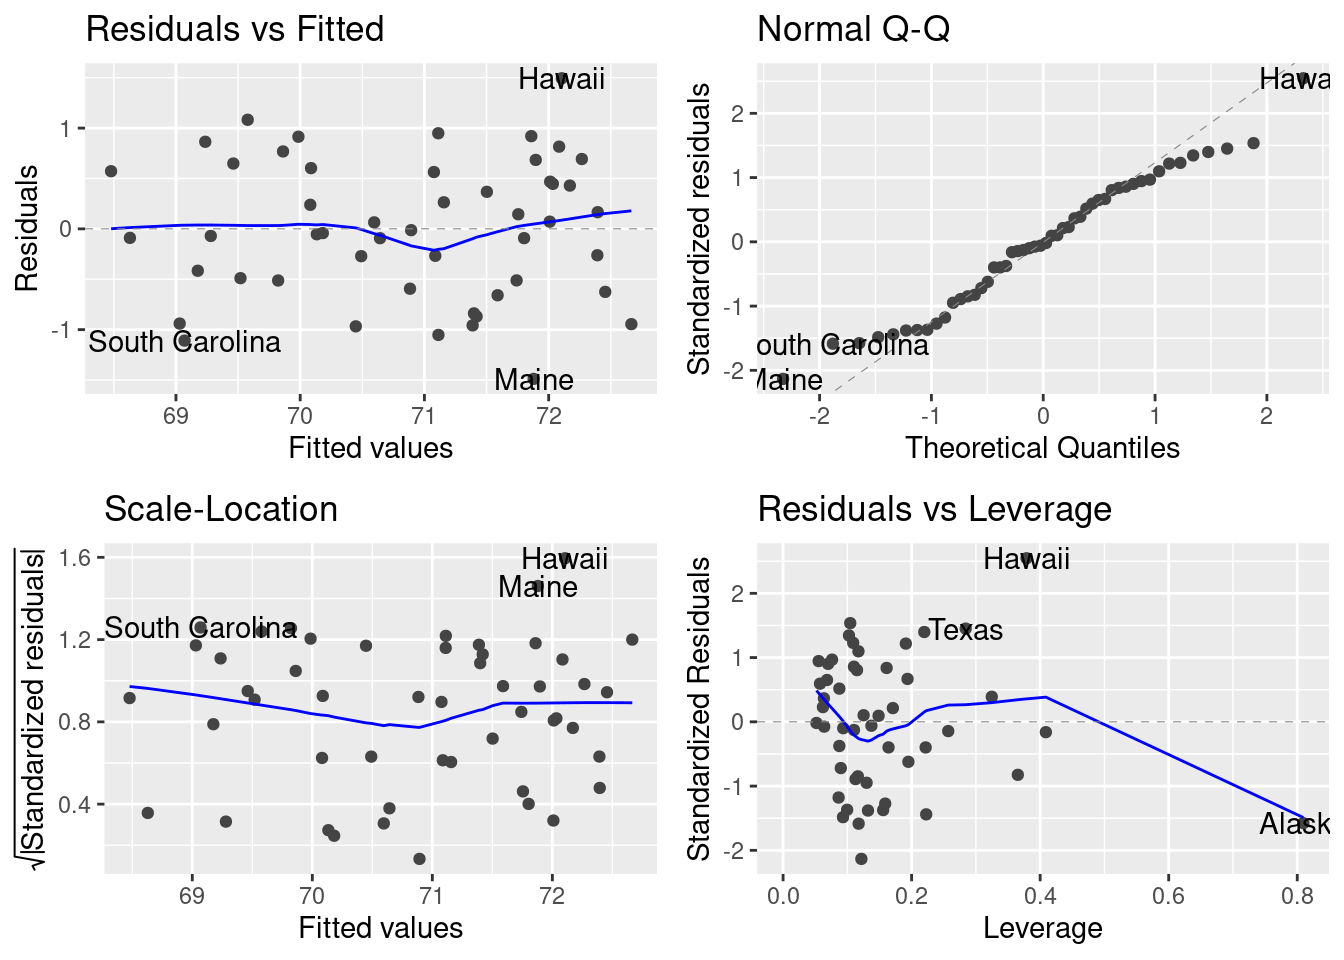 Residuals vs Fitted
Residuals
1
0
-1
Hawaii
South Carolina
Maine
69 70 71 72
Fitted values
Normal Q-Q
Standardized residuals
2
1
0
-1
-2
Hawa
outh Carolina
Maine
-2 -1 0 1 2
Theoretical Quantiles
Scale-Location
√|Standardized residuals|
1.6
1.2
0.8
0.4
Hawaii
Maine
South Carolina
69 70 71 72
Fitted values
Residuals vs Leverage
Standardized Residuals
2
1
0
-1
-2
Hawaii
Texas
Alask
0.0 0.2 0.4 0.6 0.8
Leverage